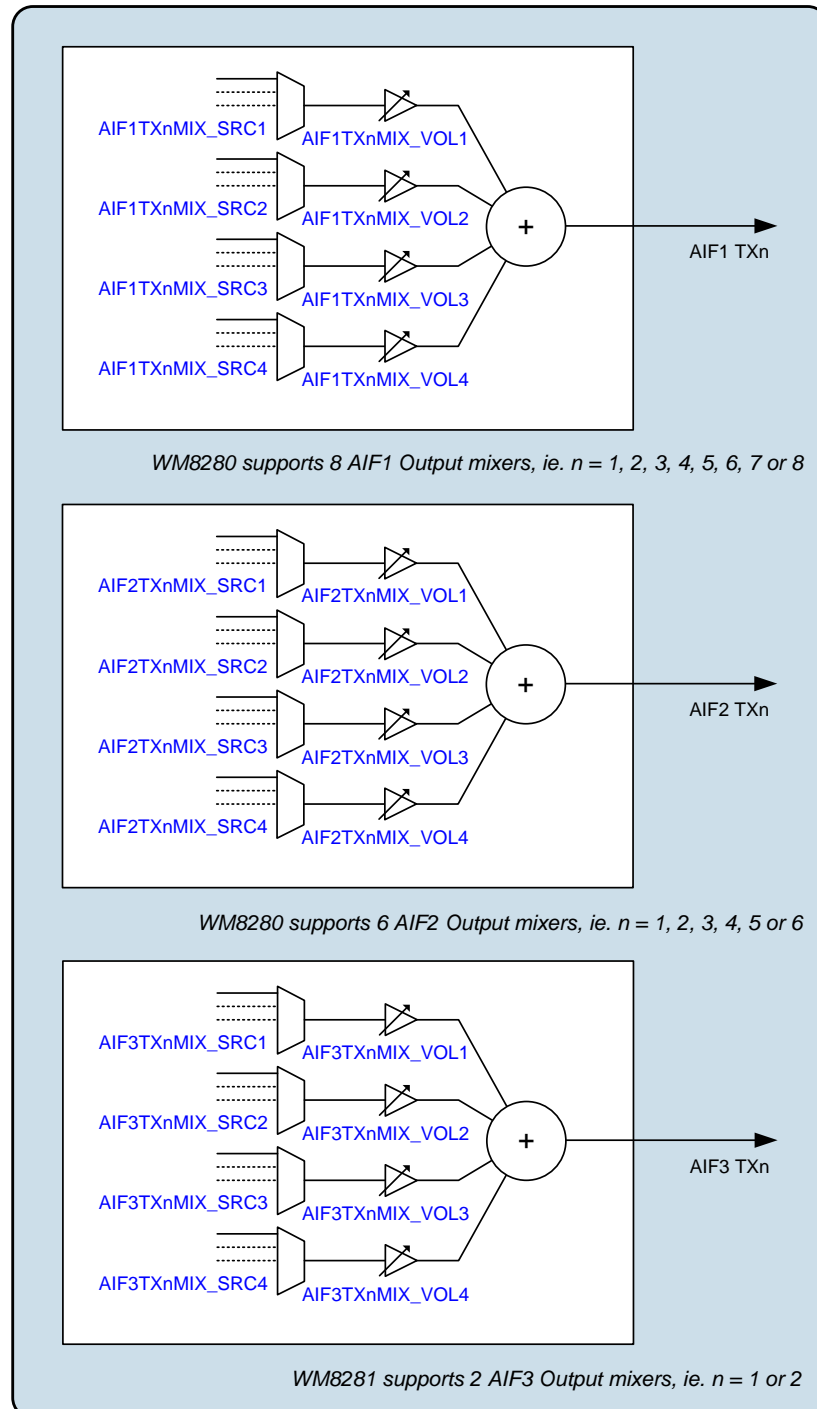 AIF1TXnMIX_SRC1
AIF1TXnMIX_VOL1
AIF1TXnMIX_SRC2
AIF1TXnMIX_VOL2
+
AIF1 TXn
AIF1TXnMIX_SRC3
AIF1TXnMIX_VOL3
AIF1TXnMIX_SRC4
AIF1TXnMIX_VOL4
WM8280 supports 8 AIF1 Output mixers, ie. n = 1, 2, 3, 4, 5, 6, 7 or 8
AIF2TXnMIX_SRC1
AIF2TXnMIX_VOL1
AIF2TXnMIX_SRC2
AIF2TXnMIX_VOL2
+
AIF2 TXn
AIF2TXnMIX_SRC3
AIF2TXnMIX_VOL3
AIF2TXnMIX_SRC4
AIF2TXnMIX_VOL4
WM8280 supports 6 AIF2 Output mixers, ie. n = 1, 2, 3, 4, 5 or 6
AIF3TXnMIX_SRC1
AIF3TXnMIX_VOL1
AIF3TXnMIX_SRC2
AIF3TXnMIX_VOL2
+
AIF3 TXn
AIF3TXnMIX_SRC3
AIF3TXnMIX_VOL3
AIF3TXnMIX_SRC4
AIF3TXnMIX_VOL4
WM8281 supports 2 AIF3 Output mixers, ie. n = 1 or 2